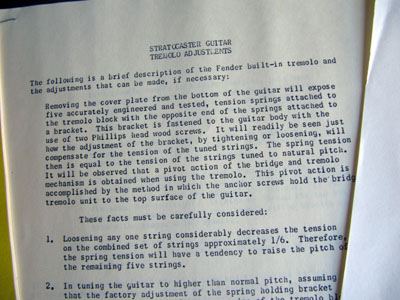 STRATOCASTER GUITAR
TREMOLO ADJUSTMENTS
The following is a brief description of the Fender built-in tremolo and
the adjustments that can be made, if necessary:
Removing the cover plate from the bottom of the guitar will expose
five accurately engineered and tested, tension springs attached to
the tremolo block with the opposite end of the springs attached to
a bracket. This bracket is fastened to the guitar body with the
use of two Phillips head wood screws. It will readily be seen just
how the adjustment of the bracket, by tightening or loosening, will
compensate for the tension of the tuned strings. The spring tension
then is equal to the tension of the strings tuned to natural pitch.
It will be observed that a pivot action of the bridge and tremolo
mechanism is obtained when using the tremolo. This pivot action is
accomplished by the method in which the anchor screws hold the bridg
tremolo unit to the top surface of the guitar.
These facts must be carefully considered:
1. Loosening any one string considerably decreases the tension
on the combined set of strings approximately 1/6. Therefore,
the spring tension will have a tendency to raise the pitch of
the remaining five strings.
2. In tuning the guitar to higher than normal pitch, assuming
that the factory adjustment of the spring holding bracket